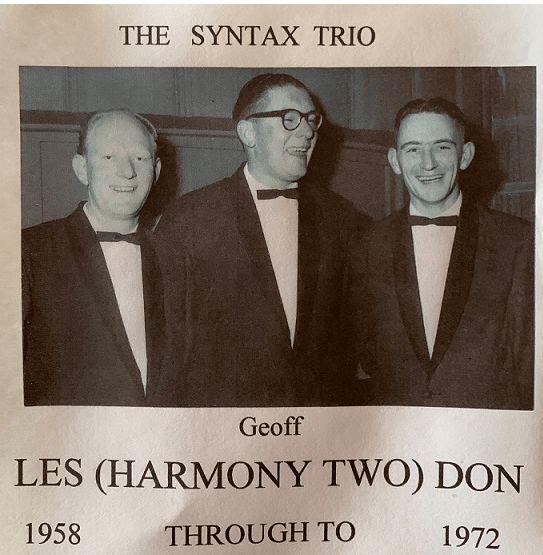 THE SYNTAX TRIO
Geoff
LES (HARMONY TWO) DON
1958 THROUGH TO 1972